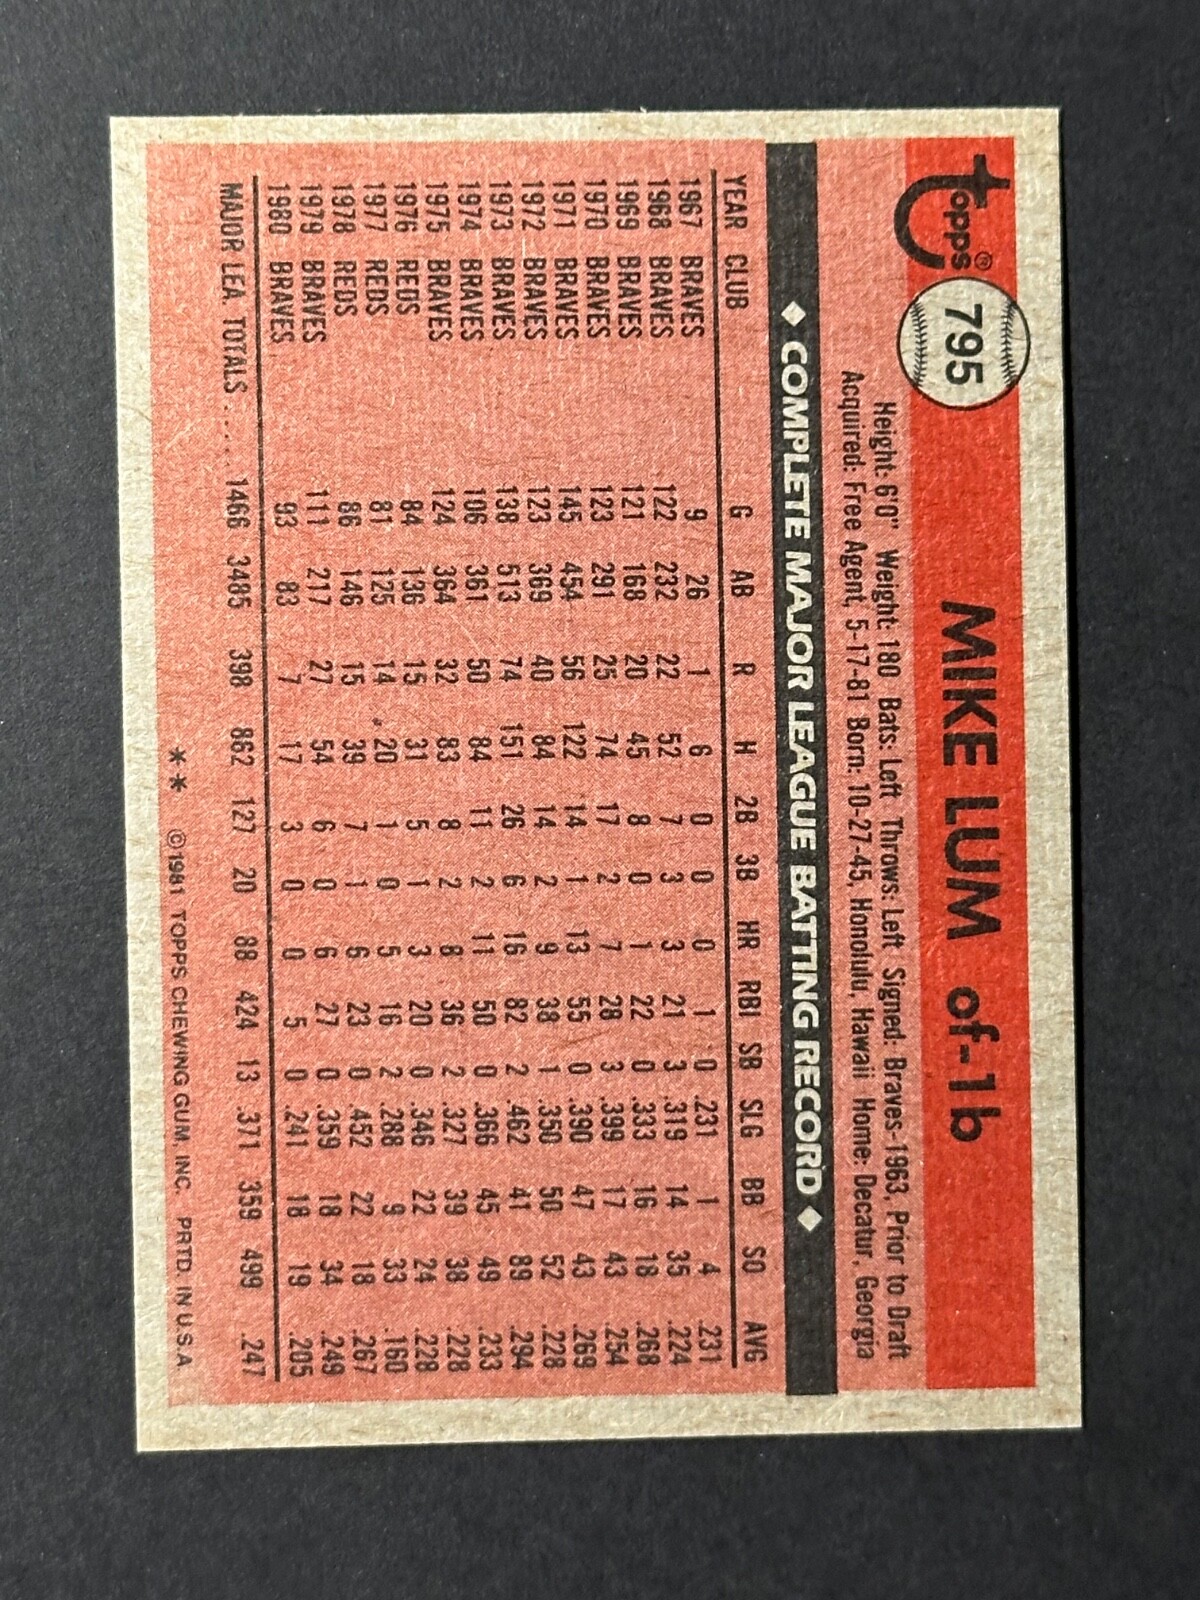 topps®
795
MIKE LUM of-1b
Height: 6'0" Weight: 180 Bats: Left Throws: Left Signed: Braves-1963, Prior to Draft
Acquired: Free Agent, 5-17-81 Born: 10-27-45, Honolulu, Hawaii Home: Decatur, Georgia
◆ COMPLETE MAJOR LEAGUE BATTING RECORD ◆
YEAR CLUB G AB R H 2B 3B HR RBI SB SLG BB SO AVG
1967 BRAVES 9 26 1 6 0 0 0 1 0 .231 1 4 .231
1968 BRAVES 122 232 22 52 7 3 3 21 3 .319 14 35 .224
1969 BRAVES 121 168 20 45 8 0 1 22 0 .333 16 18 .268
1970 BRAVES 123 291 25 74 17 2 7 28 3 .399 17 43 .254
1971 BRAVES 145 454 56 122 14 1 13 55 0 .390 47 43 .269
1972 BRAVES 123 369 40 84 14 2 9 38 1 .350 50 52 .228
1973 BRAVES 138 513 74 151 26 6 16 82 2 .462 41 89 .294
1974 BRAVES 106 361 50 84 11 2 11 50 0 .366 45 49 .233
1975 BRAVES 124 364 32 83 8 2 8 36 2 .327 39 38 .228
1976 REDS 84 136 15 31 5 1 3 20 0 .346 22 24 .228
1977 REDS 81 125 14 20 1 0 5 16 2 .288 9 33 .160
1978 REDS 86 146 15 39 7 1 6 23 0 .452 22 18 .267
1979 BRAVES 111 217 27 54 6 0 6 27 0 .359 18 34 .249
1980 BRAVES 93 83 7 17 3 0 0 5 0 .241 18 19 .205
MAJOR LEA. TOTALS ..... 1466 3485 398 862 127 20 88 424 13 .371 359 499 .247
** ©1981 TOPPS CHEWING GUM, INC. PRTD. IN U.S.A.